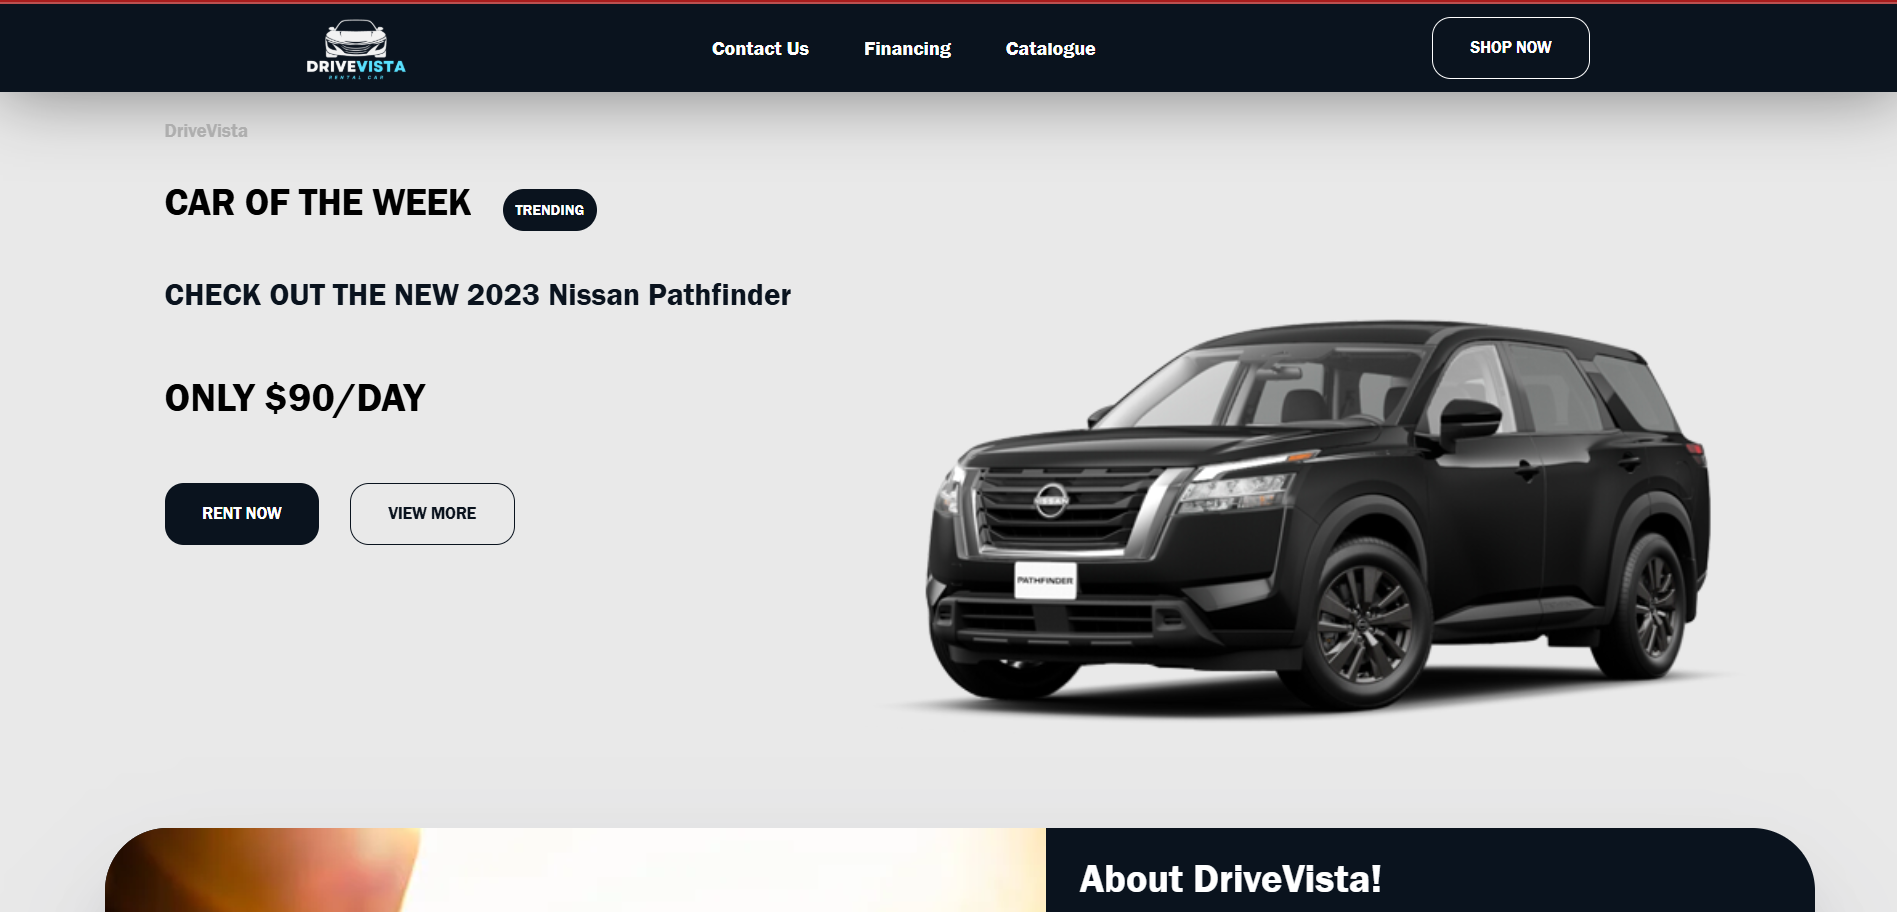 DRIVEVISTA
RENTAL CAR
Contact Us
Financing
Catalogue
SHOP NOW
DriveVista
CAR OF THE WEEK
TRENDING
CHECK OUT THE NEW 2023 Nissan Pathfinder
ONLY $90/DAY
RENT NOW
VIEW MORE
NISSAN
PATHFINDER
About DriveVista!